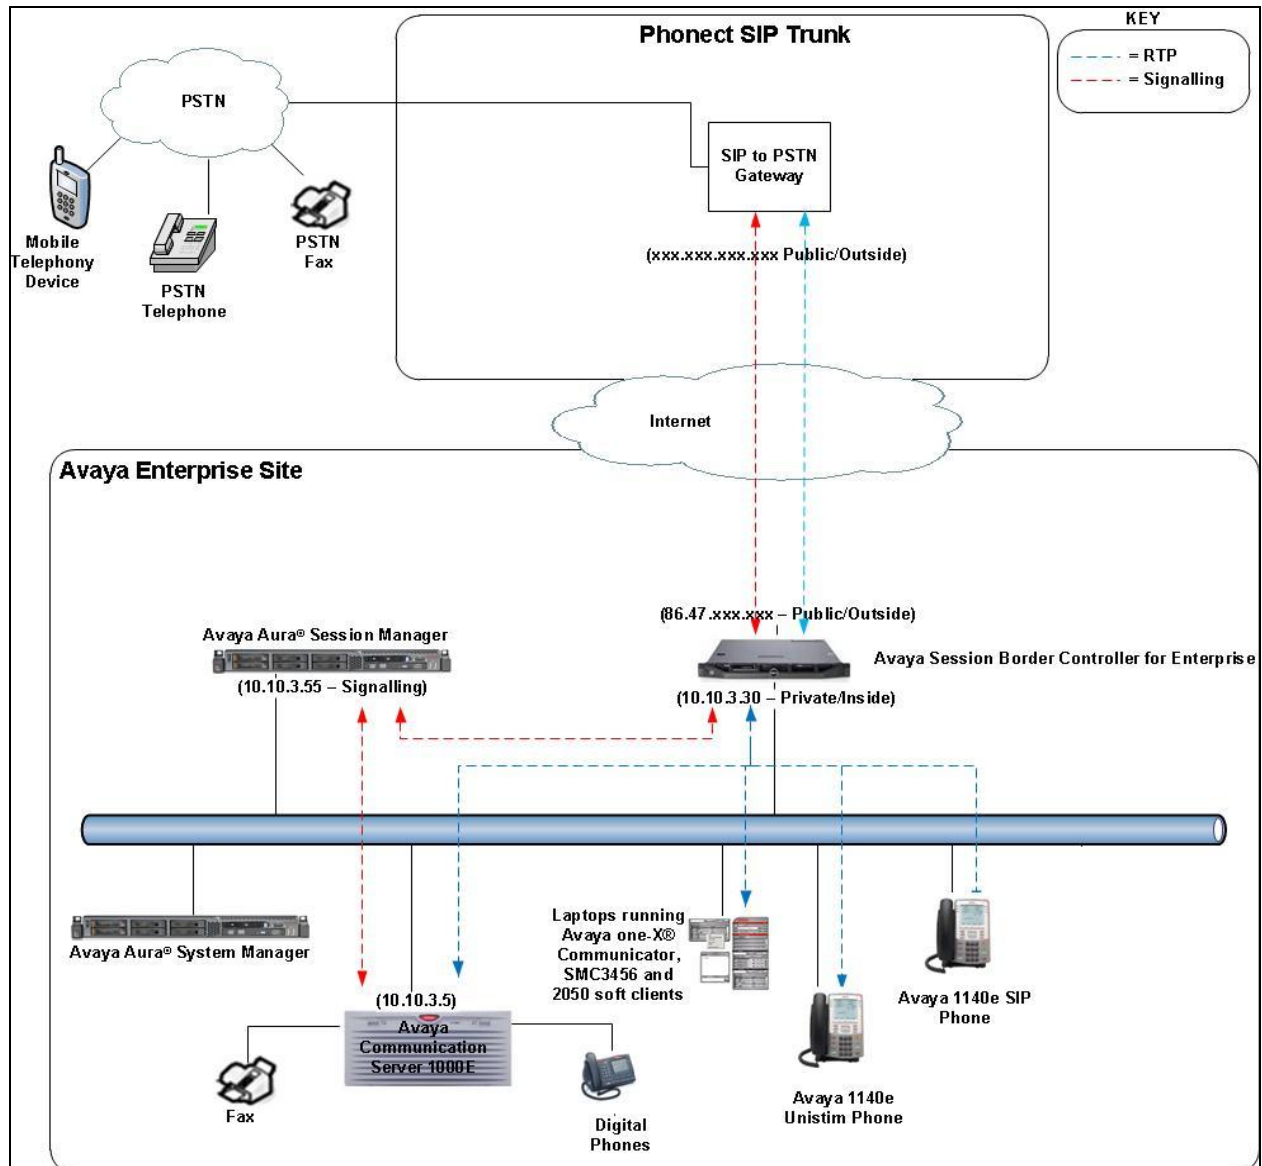 KEY
Phonect SIP Trunk
= RTP
= Signalling
PSTN
SIP to PSTN
Gateway
Mobile
Telephony
Device
PSTN
Telephone
PSTN
Fax
(xxx.xxx.xxx.xxx Public/Outside)
Internet
Avaya Enterprise Site
(86.47.xxx.xxx – Public/Outside)
Avaya Aura® Session Manager
Avaya Session Border Controller for Enterprise
(10.10.3.55 – Signalling)
(10.10.3.30 – Private/Inside)
Avaya Aura® System Manager
Laptops running
Avaya one-X®
Communicator,
SMC3456 and
2050 soft clients
Avaya 1140e SIP
Phone
(10.10.3.5)
Avaya
Communication
Server 1000E
Fax
Digital
Phones
Avaya 1140e
Unistim Phone